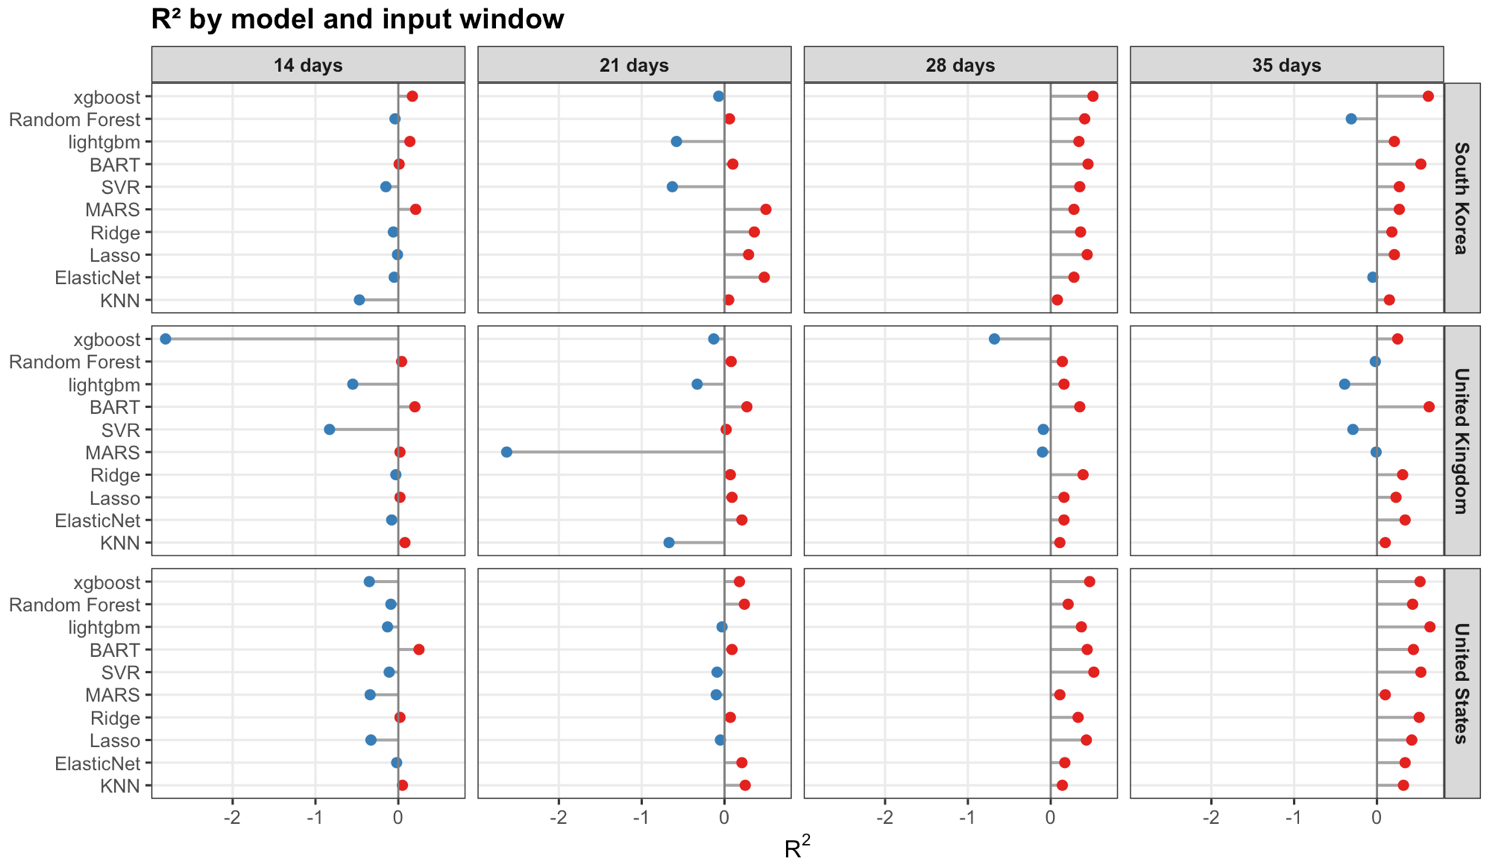 R² by model and input window
14 days 21 days 28 days 35 days
xgboost
Random Forest
lightgbm
BART
SVR
MARS
Ridge
Lasso
ElasticNet
KNN
South Korea
xgboost
Random Forest
lightgbm
BART
SVR
MARS
Ridge
Lasso
ElasticNet
KNN
United Kingdom
xgboost
Random Forest
lightgbm
BART
SVR
MARS
Ridge
Lasso
ElasticNet
KNN
United States
-2 -1 0 -2 -1 0 -2 -1 0 -2 -1 0
R²